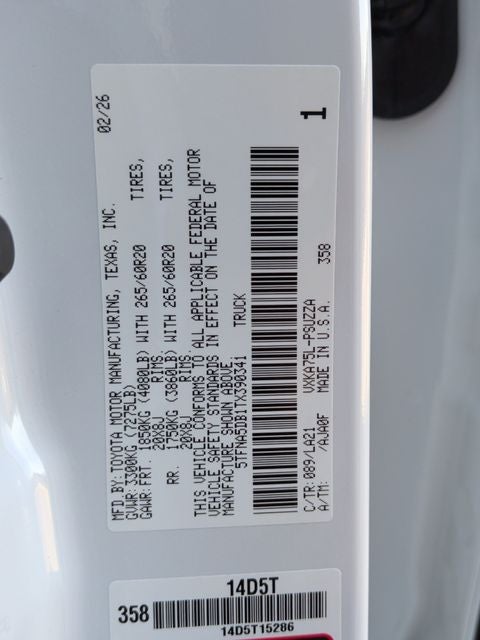 MFD.BY:TOYOTA MOTOR MANUFACTURING, TEXAS, INC. 02/26
GVWR: 3300KG (7275LB)
GAWR: FRT. 1850KG (4080LB) WITH 265/60R20 TIRES,
20X8J RIMS.
RR. 1750KG (3860LB) WITH 265/60R20 TIRES,
20X8J RIMS.
THIS VEHICLE CONFORMS TO ALL APPLICABLE FEDERAL MOTOR
VEHICLE SAFETY STANDARDS IN EFFECT ON THE DATE OF
MANUFACTURE SHOWN ABOVE.
5TFNA5DB1TX390341 TRUCK
1
C/TR:089/LA21 VXKA75L-PSUZZA 358
A/TM: /AJA0F MADE IN U.S.A.
14D5T
358
14D5T15286